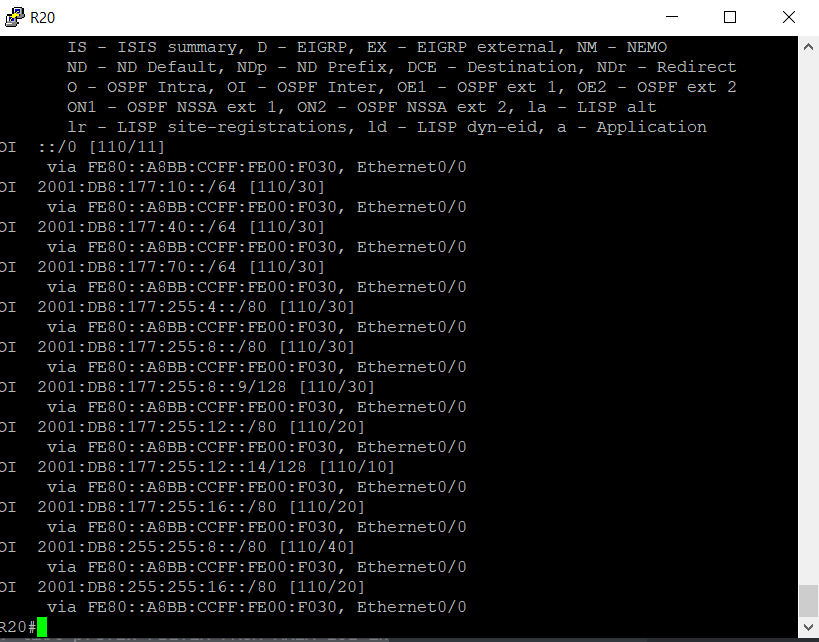 R20
IS - ISIS summary, D - EIGRP, EX - EIGRP external, NM - NEMO
ND - ND Default, NDp - ND Prefix, DCE - Destination, NDr - Redirect
O - OSPF Intra, OI - OSPF Inter, OE1 - OSPF ext 1, OE2 - OSPF ext 2
ON1 - OSPF NSSA ext 1, ON2 - OSPF NSSA ext 2, la - LISP alt
lr - LISP site-registrations, ld - LISP dyn-eid, a - Application
OI ::/0 [110/11]
via FE80::A8BB:CCFF:FE00:F030, Ethernet0/0
OI 2001:DB8:177:10::/64 [110/30]
via FE80::A8BB:CCFF:FE00:F030, Ethernet0/0
OI 2001:DB8:177:40::/64 [110/30]
via FE80::A8BB:CCFF:FE00:F030, Ethernet0/0
OI 2001:DB8:177:70::/64 [110/30]
via FE80::A8BB:CCFF:FE00:F030, Ethernet0/0
OI 2001:DB8:177:255:4::/80 [110/30]
via FE80::A8BB:CCFF:FE00:F030, Ethernet0/0
OI 2001:DB8:177:255:8::/80 [110/30]
via FE80::A8BB:CCFF:FE00:F030, Ethernet0/0
OI 2001:DB8:177:255:8::9/128 [110/30]
via FE80::A8BB:CCFF:FE00:F030, Ethernet0/0
OI 2001:DB8:177:255:12::/80 [110/20]
via FE80::A8BB:CCFF:FE00:F030, Ethernet0/0
OI 2001:DB8:177:255:12::14/128 [110/10]
via FE80::A8BB:CCFF:FE00:F030, Ethernet0/0
OI 2001:DB8:177:255:16::/80 [110/20]
via FE80::A8BB:CCFF:FE00:F030, Ethernet0/0
OI 2001:DB8:255:255:8::/80 [110/40]
via FE80::A8BB:CCFF:FE00:F030, Ethernet0/0
OI 2001:DB8:255:255:16::/80 [110/20]
via FE80::A8BB:CCFF:FE00:F030, Ethernet0/0
R20#